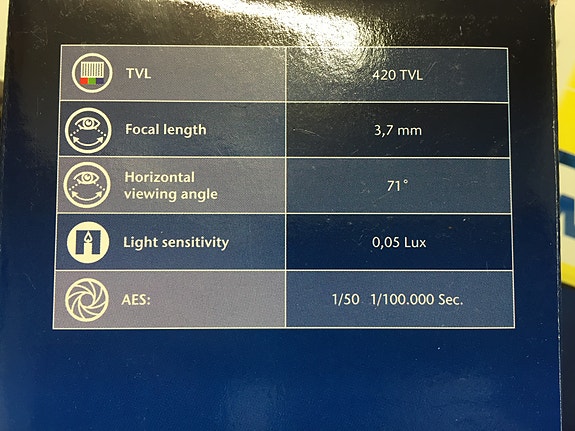 TVL 420 TVL
Focal length 3,7 mm
Horizontal
viewing angle 71°
Light sensitivity 0,05 Lux
AES: 1/50 1/100.000 Sec.